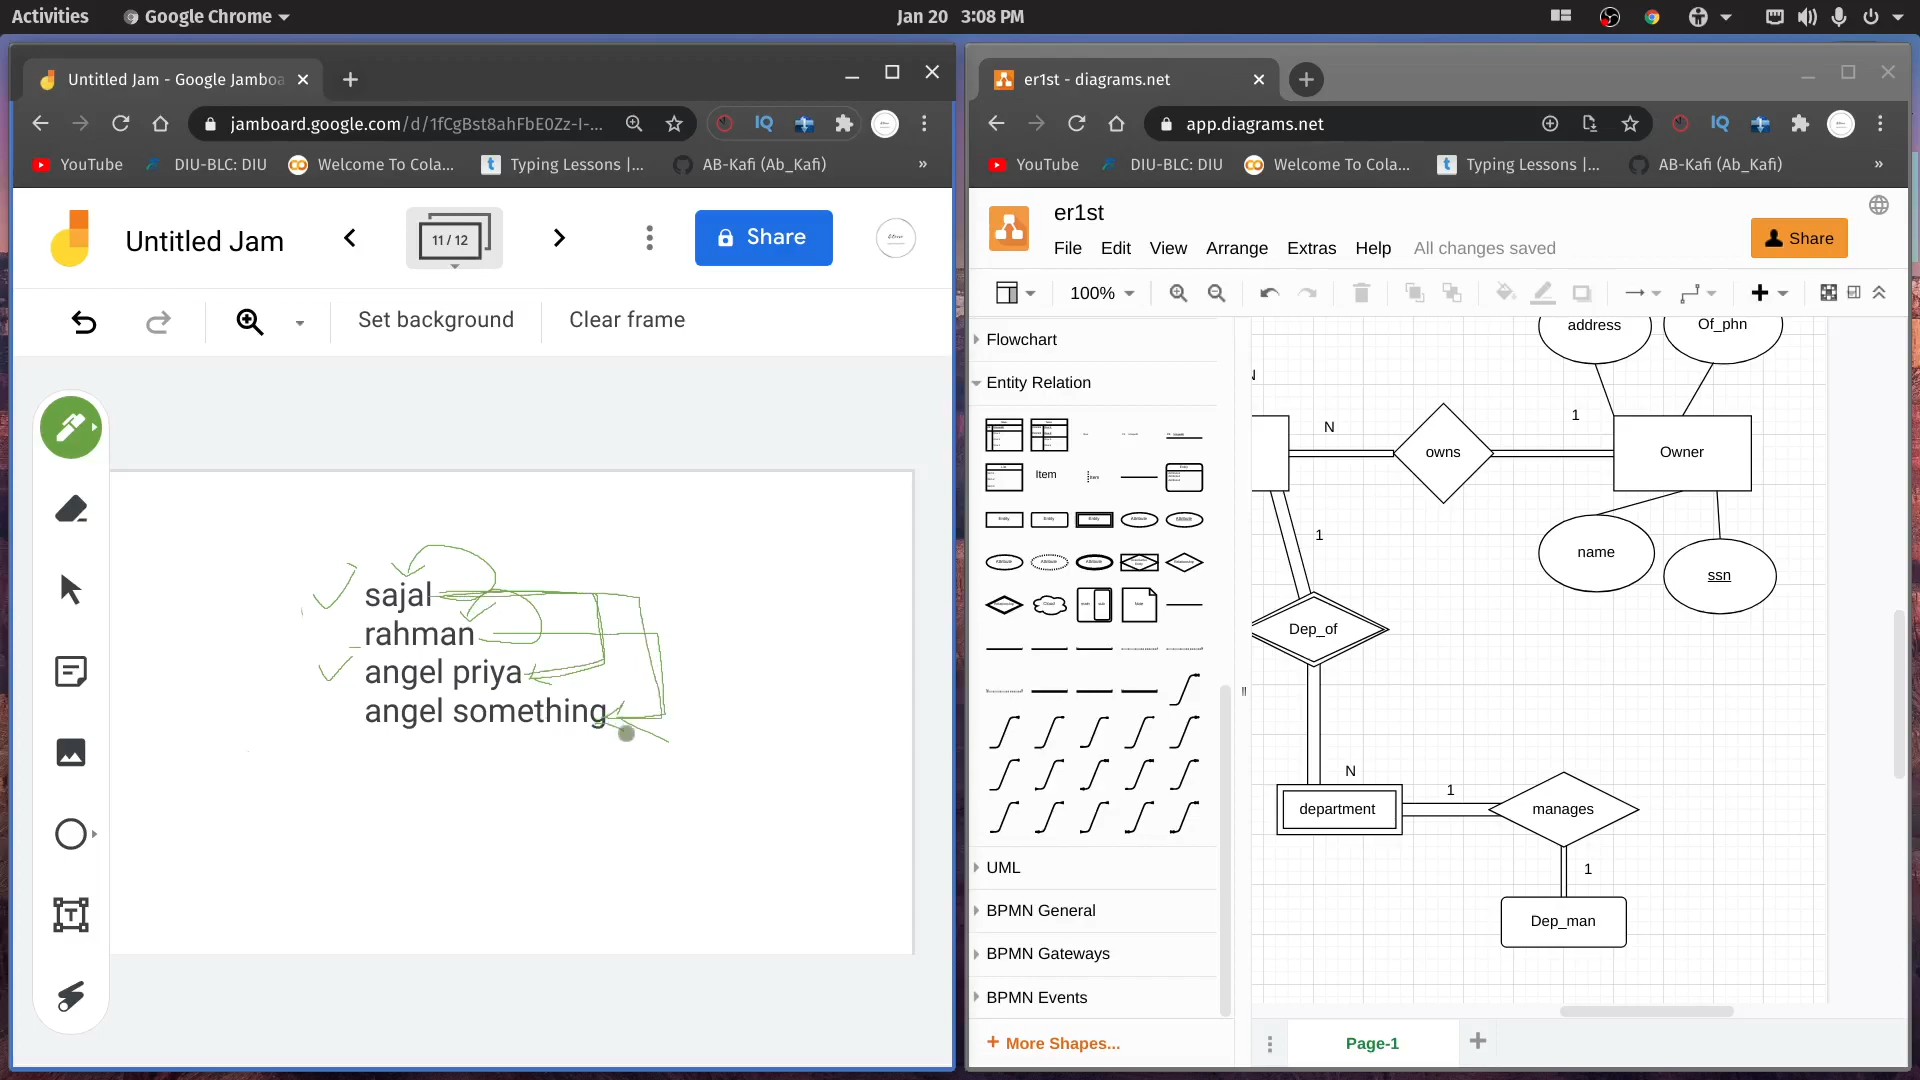 Activities
Google Chrome
Jan 20 3:08 PM
Untitled Jam - Google Jamboa
jamboard.google.com/d/1fCgBst8ahFbE0Zz-I-...
IQ
YouTube
DIU-BLC: DIU
Welcome To Cola...
Typing Lessons |...
AB-Kafi (Ab_Kafi)
»
Untitled Jam
11 / 12
Share
Set background
Clear frame
sajal
rahman
angel priya
angel something
er1st - diagrams.net
app.diagrams.net
IQ
YouTube
DIU-BLC: DIU
Welcome To Cola...
Typing Lessons |...
AB-Kafi (Ab_Kafi)
»
er1st
File
Edit
View
Arrange
Extras
Help
All changes saved
Share
100%
Flowchart
Entity Relation
Item
UML
BPMN General
BPMN Gateways
BPMN Events
+ More Shapes...
address
Of_phn
N
owns
1
Owner
1
name
ssn
Dep_of
N
department
1
manages
1
Dep_man
Page-1